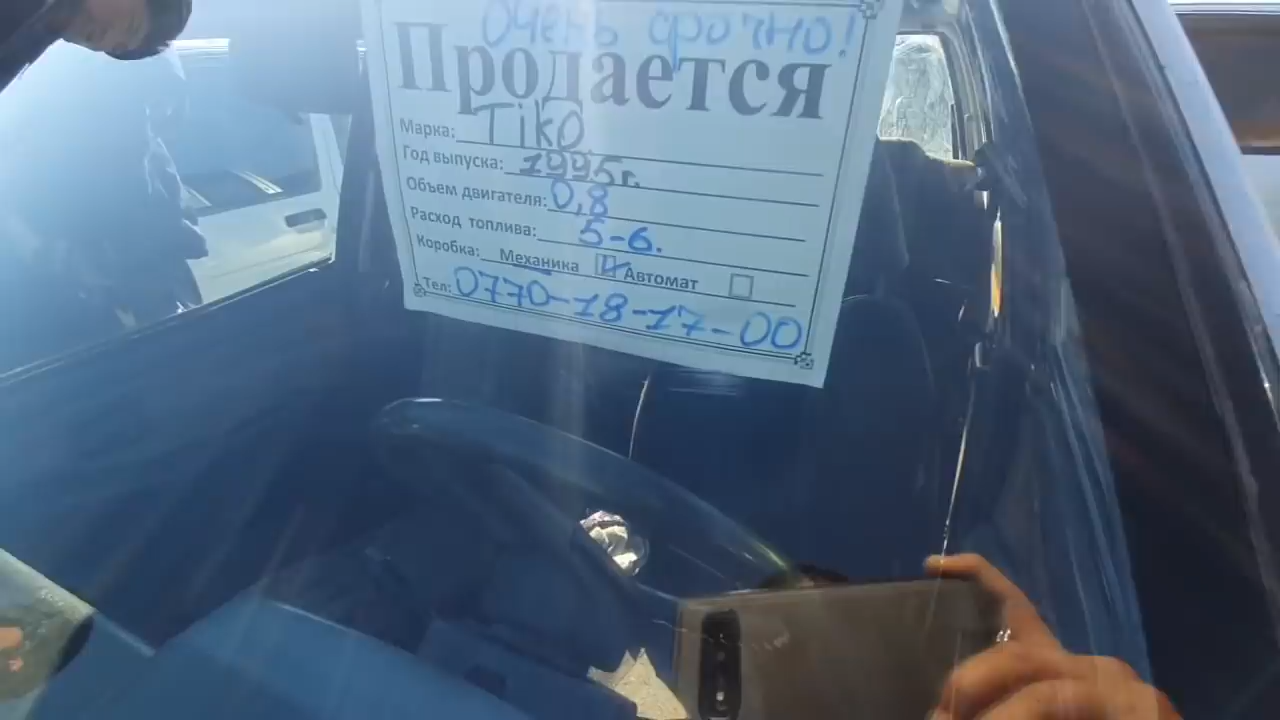 Очень срочно!
Продается
Марка: Tiko
Год выпуска: 1995г.
Объем двигателя: 0,8
Расход топлива: 5-6.
Коробка: Механика Автомат
Тел: 0770-18-17-00